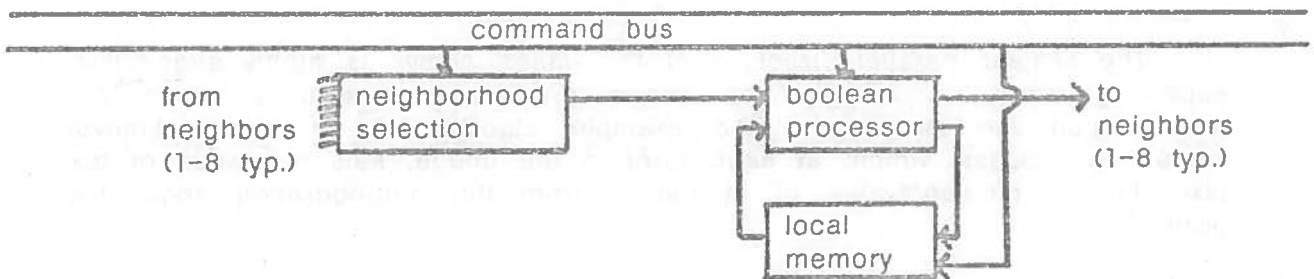 command bus
from
neighbors
(1-8 typ.)
neighborhood
selection
boolean
processor
to
neighbors
(1-8 typ.)
local
memory